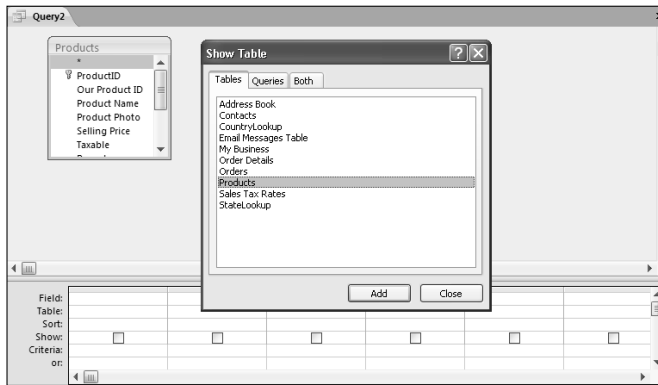 Query2
Products
*
ProductID
Our Product ID
Product Name
Product Photo
Selling Price
Taxable
Show Table
Tables
Queries
Both
Address Book
Contacts
CountryLookup
Email Messages Table
My Business
Order Details
Orders
Products
Sales Tax Rates
StateLookup
Add
Close
Field:
Table:
Sort:
Show:
Criteria:
or: